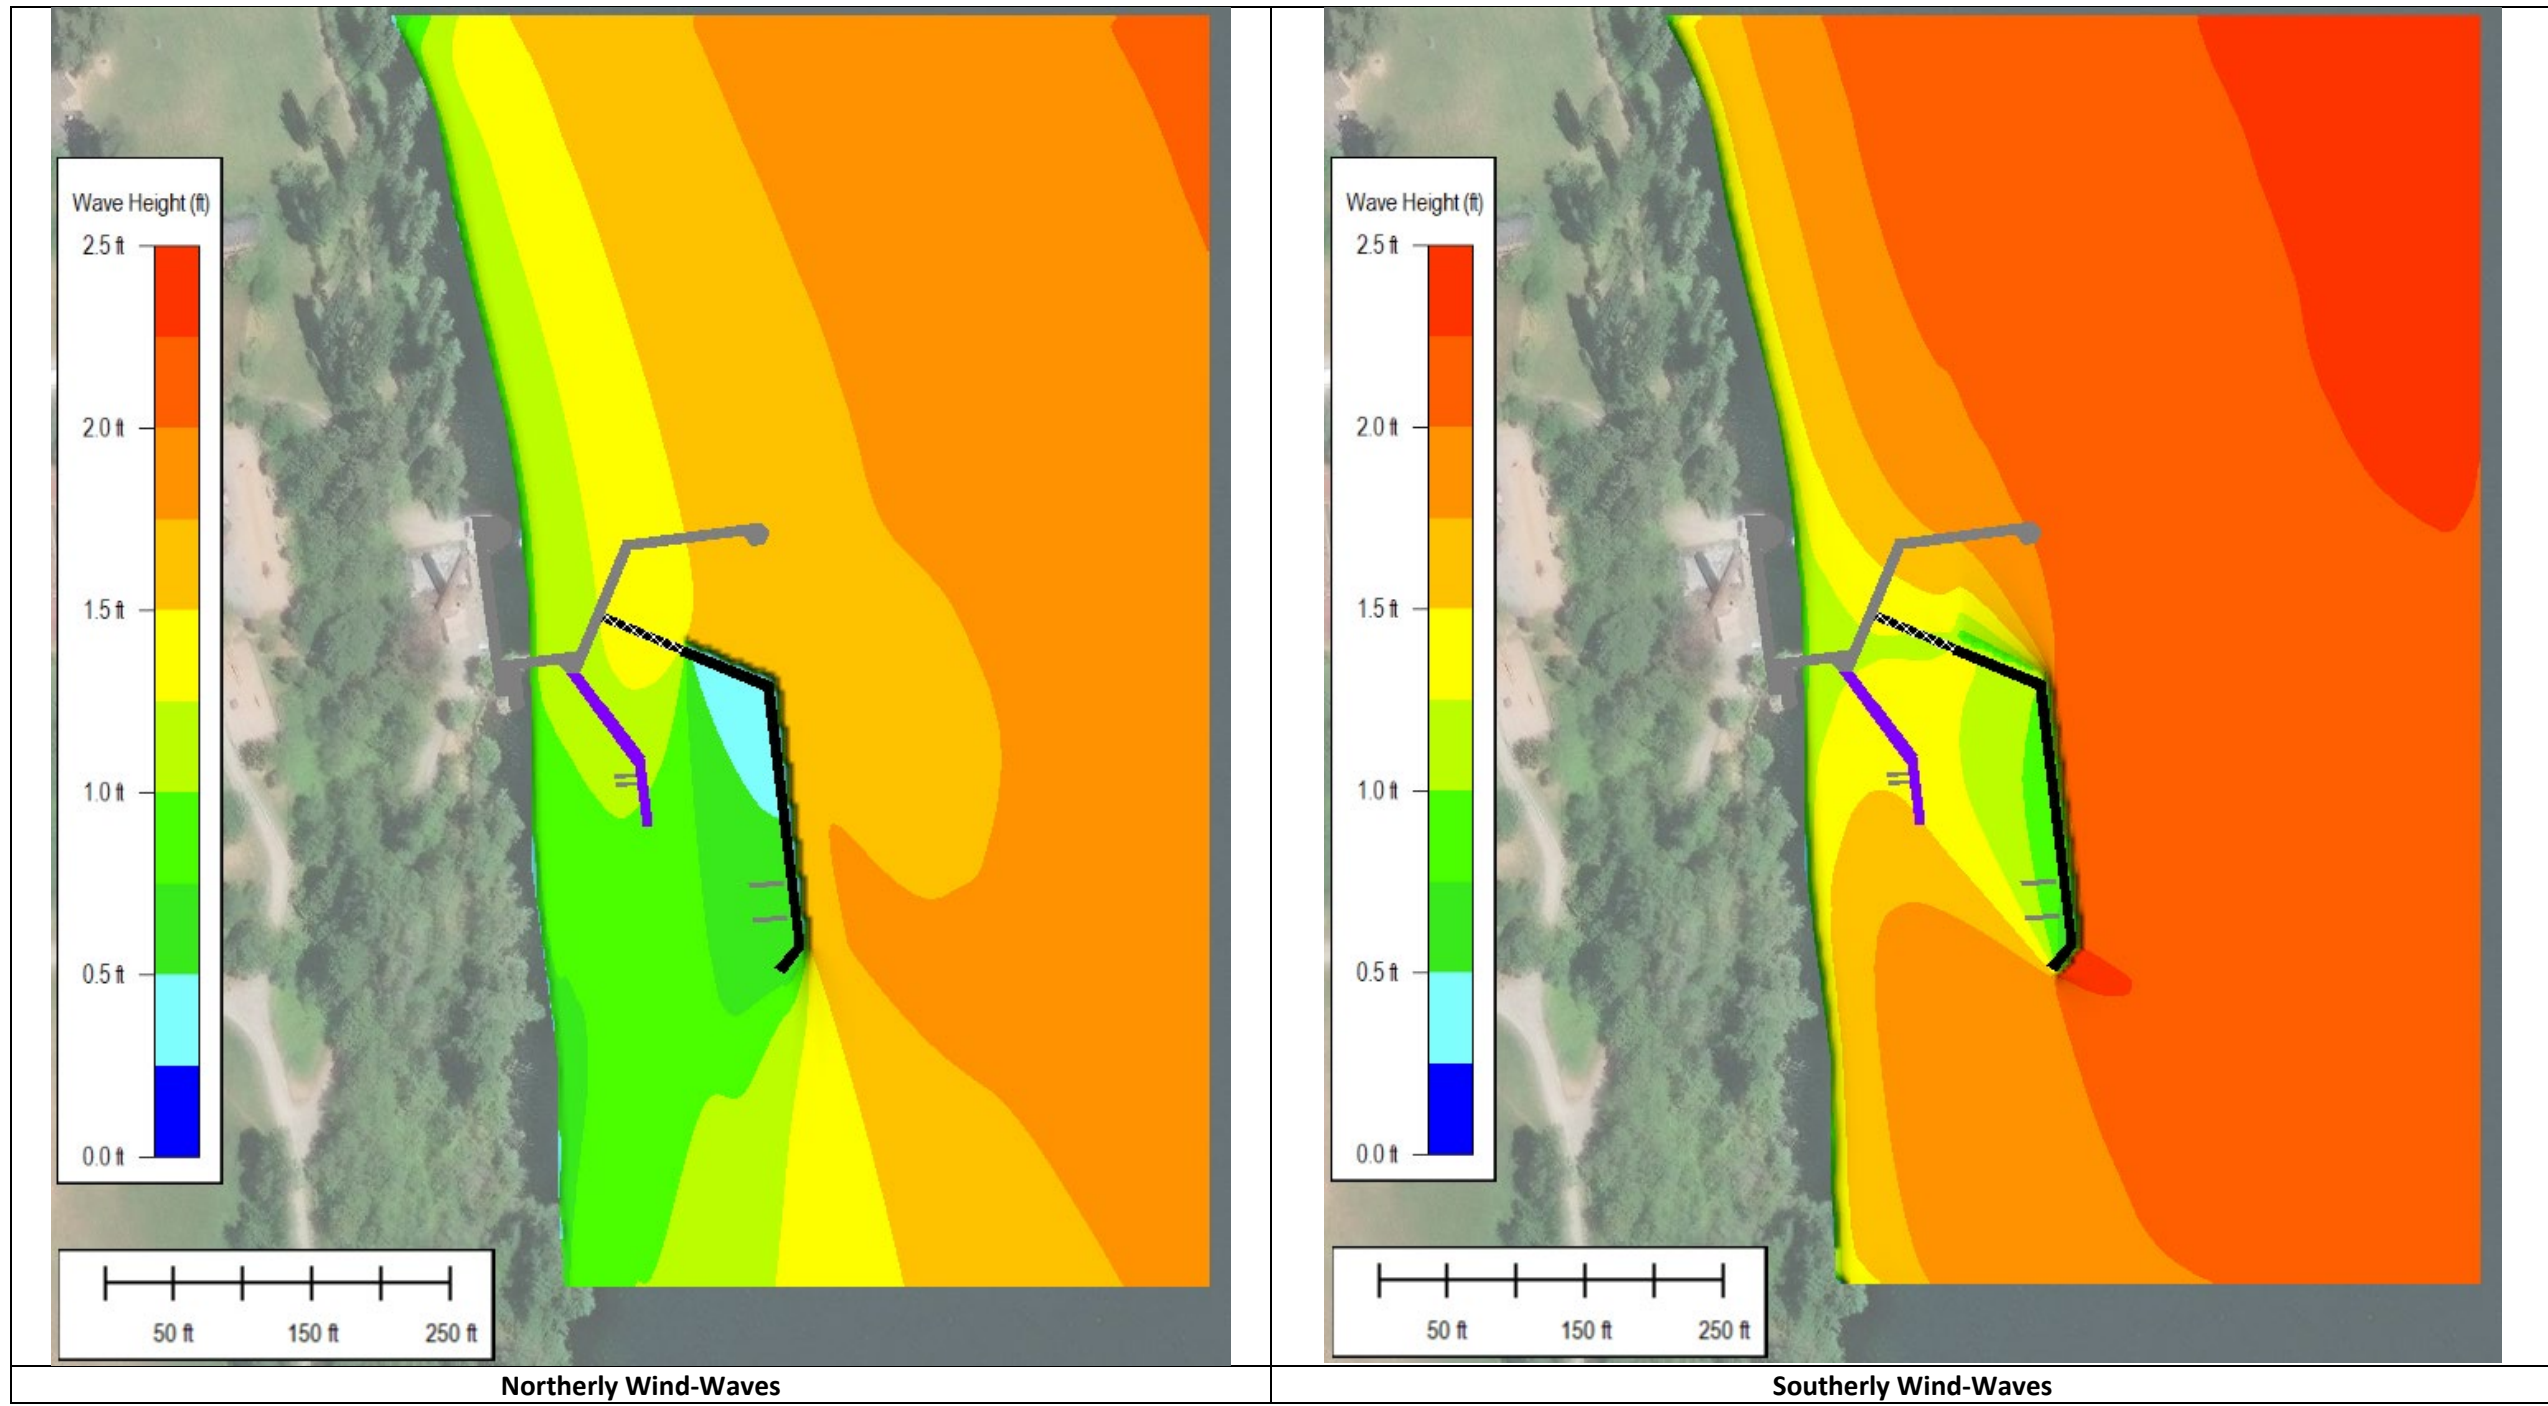 Wave Height (ft)
2.5 ft
2.0 ft
1.5 ft
1.0 ft
0.5 ft
0.0 ft
50 ft 150 ft 250 ft
Northerly Wind-Waves
Wave Height (ft)
2.5 ft
2.0 ft
1.5 ft
1.0 ft
0.5 ft
0.0 ft
50 ft 150 ft 250 ft
Southerly Wind-Waves